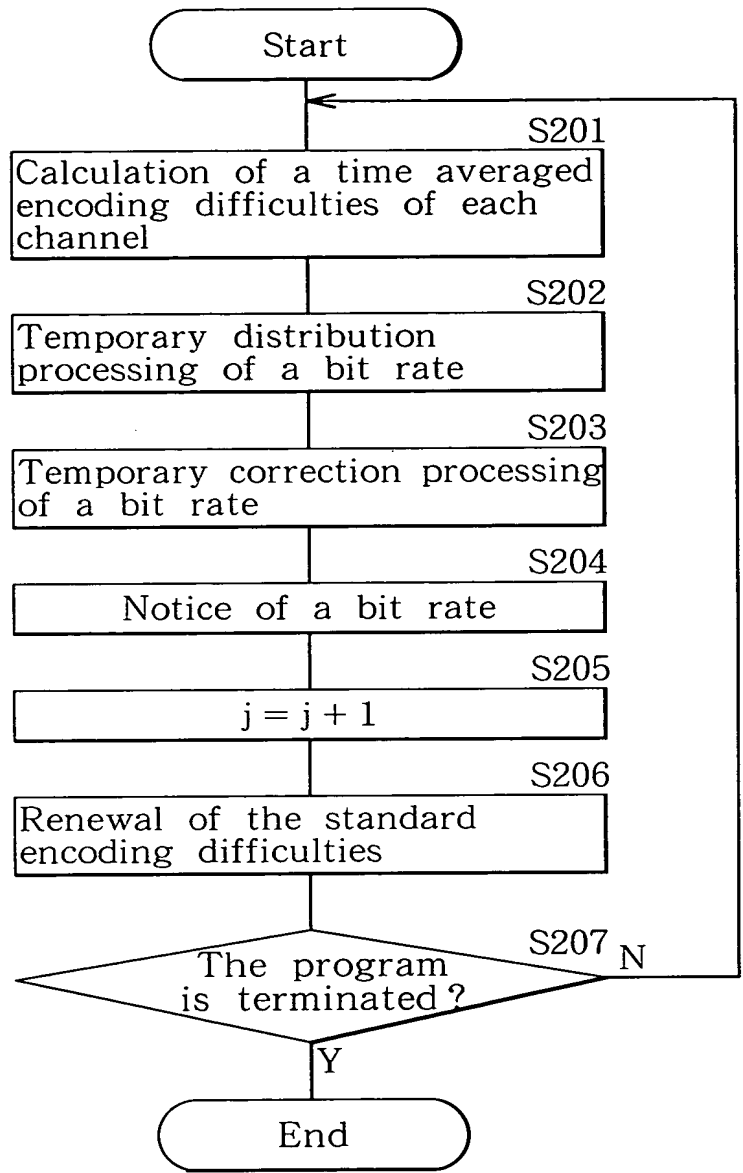 Start
S201
Calculation of a time averaged
encoding difficulties of each
channel
S202
Temporary distribution
processing of a bit rate
S203
Temporary correction processing
of a bit rate
S204
Notice of a bit rate
S205
j = j + 1
S206
Renewal of the standard
encoding difficulties
S207
N
The program
is terminated?
Y
End